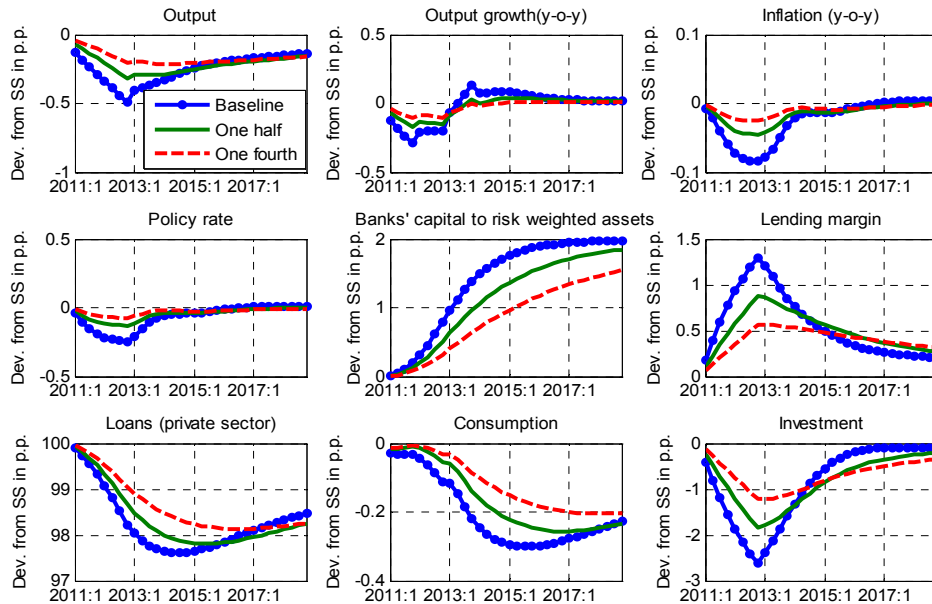 Output
Output growth(y-o-y)
Inflation (y-o-y)
Dev. from SS in p.p.
0
-0.5
-1
2011:1 2013:1 2015:1 2017:1
Baseline
One half
One fourth
Dev. from SS in p.p.
0.5
0
-0.5
2011:1 2013:1 2015:1 2017:1
Dev. from SS in p.p.
0.1
0
-0.1
2011:1 2013:1 2015:1 2017:1
Policy rate
Banks' capital to risk weighted assets
Lending margin
Dev. from SS in p.p.
0.5
0
-0.5
2011:1 2013:1 2015:1 2017:1
Dev. from SS in p.p.
2
1
0
2011:1 2013:1 2015:1 2017:1
Dev. from SS in p.p.
1.5
1
0.5
0
2011:1 2013:1 2015:1 2017:1
Loans (private sector)
Consumption
Investment
Dev. from SS in p.p.
100
99
98
97
2011:1 2013:1 2015:1 2017:1
Dev. from SS in p.p.
0
-0.2
-0.4
2011:1 2013:1 2015:1 2017:1
Dev. from SS in p.p.
0
-1
-2
-3
2011:1 2013:1 2015:1 2017:1